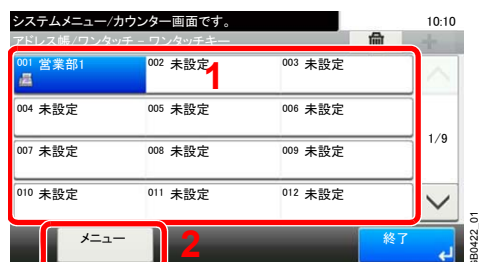 システムメニュー/カウンター画面です。
10:10
アドレス帳/ワンタッチ - ワンタッチキー
001 営業部1
002 未設定
003 未設定
1
004 未設定
005 未設定
006 未設定
1/9
007 未設定
008 未設定
009 未設定
010 未設定
011 未設定
012 未設定
メニュー
2
終了
GB0422_01